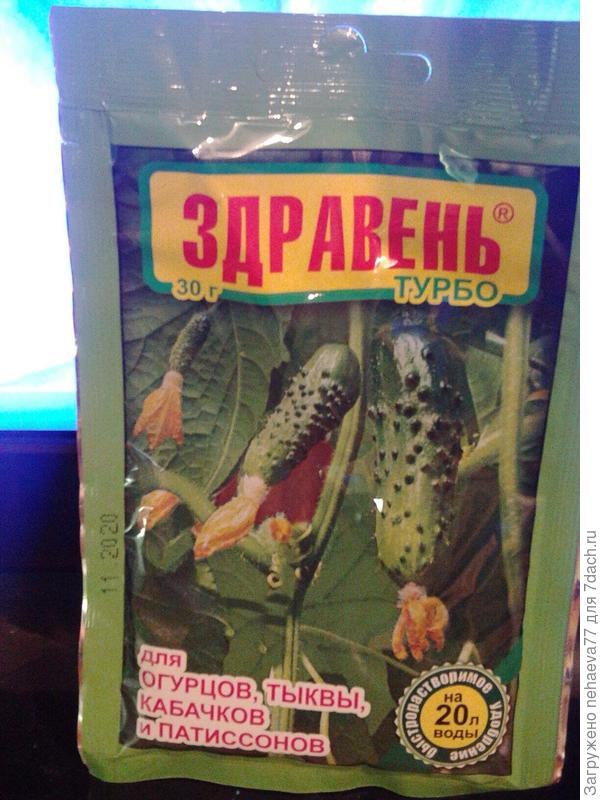 ЗДРАВЕНЬ®
30 г
ТУРБО
11 2020
для
ОГУРЦОВ, ТЫКВЫ,
КАБАЧКОВ
и ПАТИССОНОВ
быстрорастворимое удобрение
на
20 л
воды
Загружено nehaeva77 для 7dach.ru